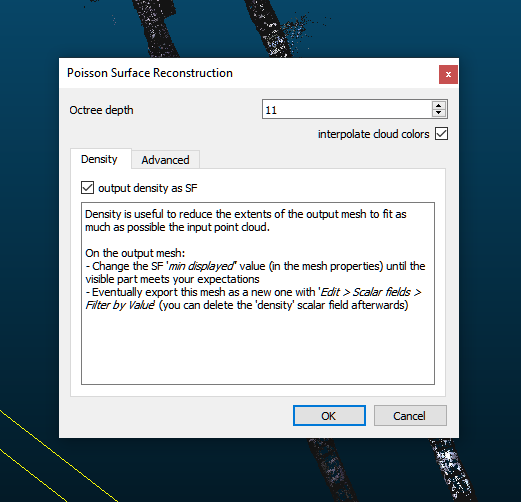 Poisson Surface Reconstruction
x
Octree depth
11
interpolate cloud colors
Density
Advanced
output density as SF
Density is useful to reduce the extents of the output mesh to fit as
much as possible the input point cloud.
On the output mesh:
- Change the SF 'min displayed" value (in the mesh properties) until the
visible part meets your expectations
- Eventually export this mesh as a new one with 'Edit > Scalar fields >
Filter by Value' (you can delete the 'density' scalar field afterwards)
OK
Cancel